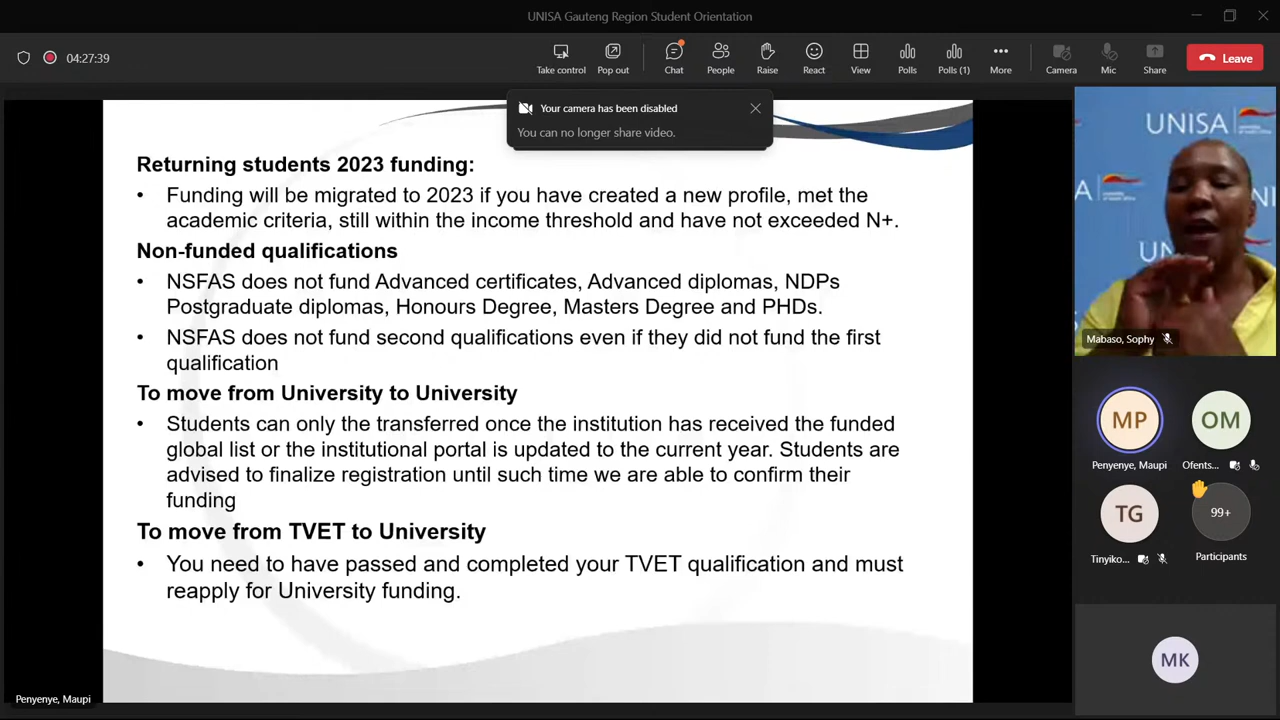 UNISA Gauteng Region Student Orientation
04:27:39
Take control
Pop out
Chat
People
Raise
React
View
Polls
Polls (1)
More
Camera
Mic
Share
Leave
Your camera has been disabled
You can no longer share video.
Returning students 2023 funding:
• Funding will be migrated to 2023 if you have created a new profile, met the
academic criteria, still within the income threshold and have not exceeded N+.
Non-funded qualifications
• NSFAS does not fund Advanced certificates, Advanced diplomas, NDPs
Postgraduate diplomas, Honours Degree, Masters Degree and PHDs.
• NSFAS does not fund second qualifications even if they did not fund the first
qualification
To move from University to University
• Students can only the transferred once the institution has received the funded
global list or the institutional portal is updated to the current year. Students are
advised to finalize registration until such time we are able to confirm their
funding
To move from TVET to University
• You need to have passed and completed your TVET qualification and must
reapply for University funding.
Penyenye, Maupi
UNISA
SA
NI
UN
Mabaso, Sophy
MP
Penyenye, Maupi
OM
Ofents...
TG
Tinyiko...
99+
Participants
MK